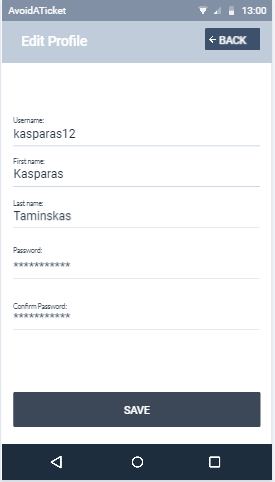 AvoidATicket 13:00
Edit Profile ← BACK
Username:
kasparas12
First name:
Kasparas
Last name:
Taminskas
Password:
***********
Confirm Password:
***********
SAVE